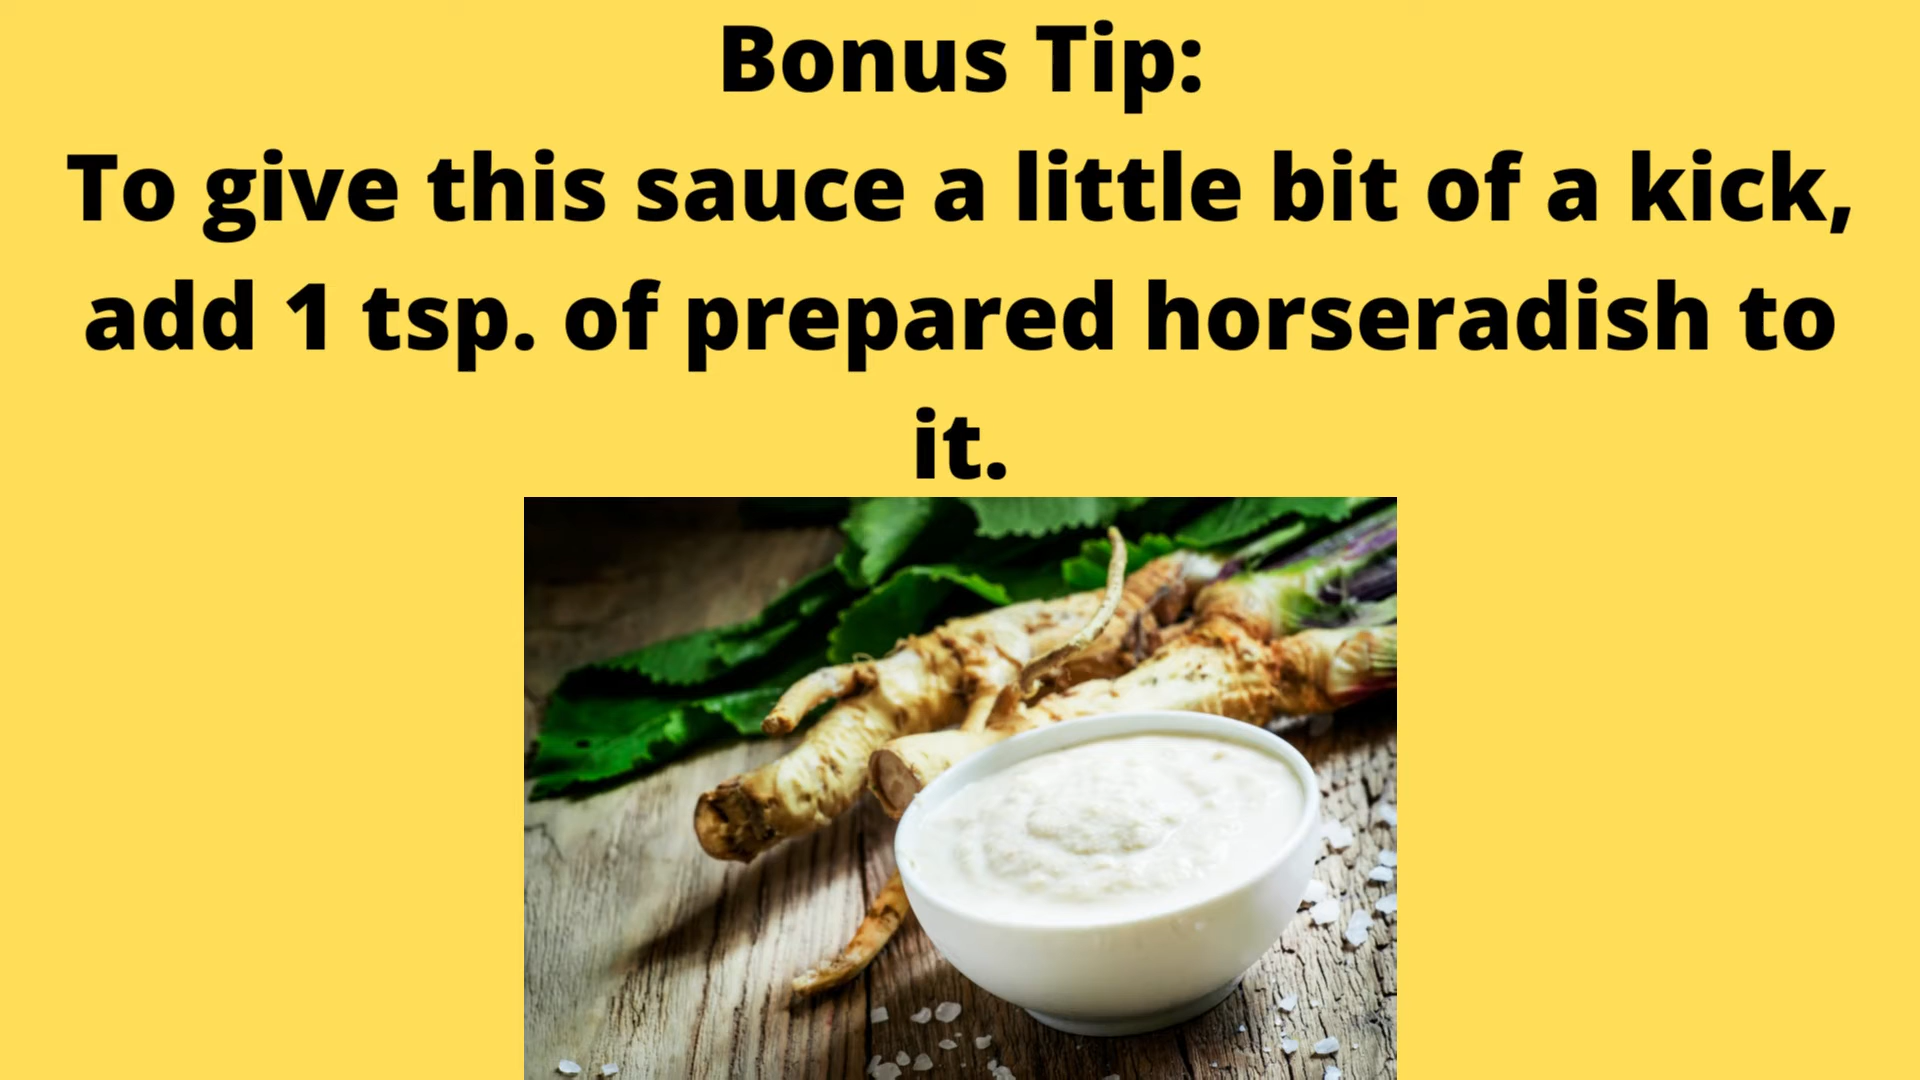 Bonus Tip:
To give this sauce a little bit of a kick,
add 1 tsp. of prepared horseradish to
it.